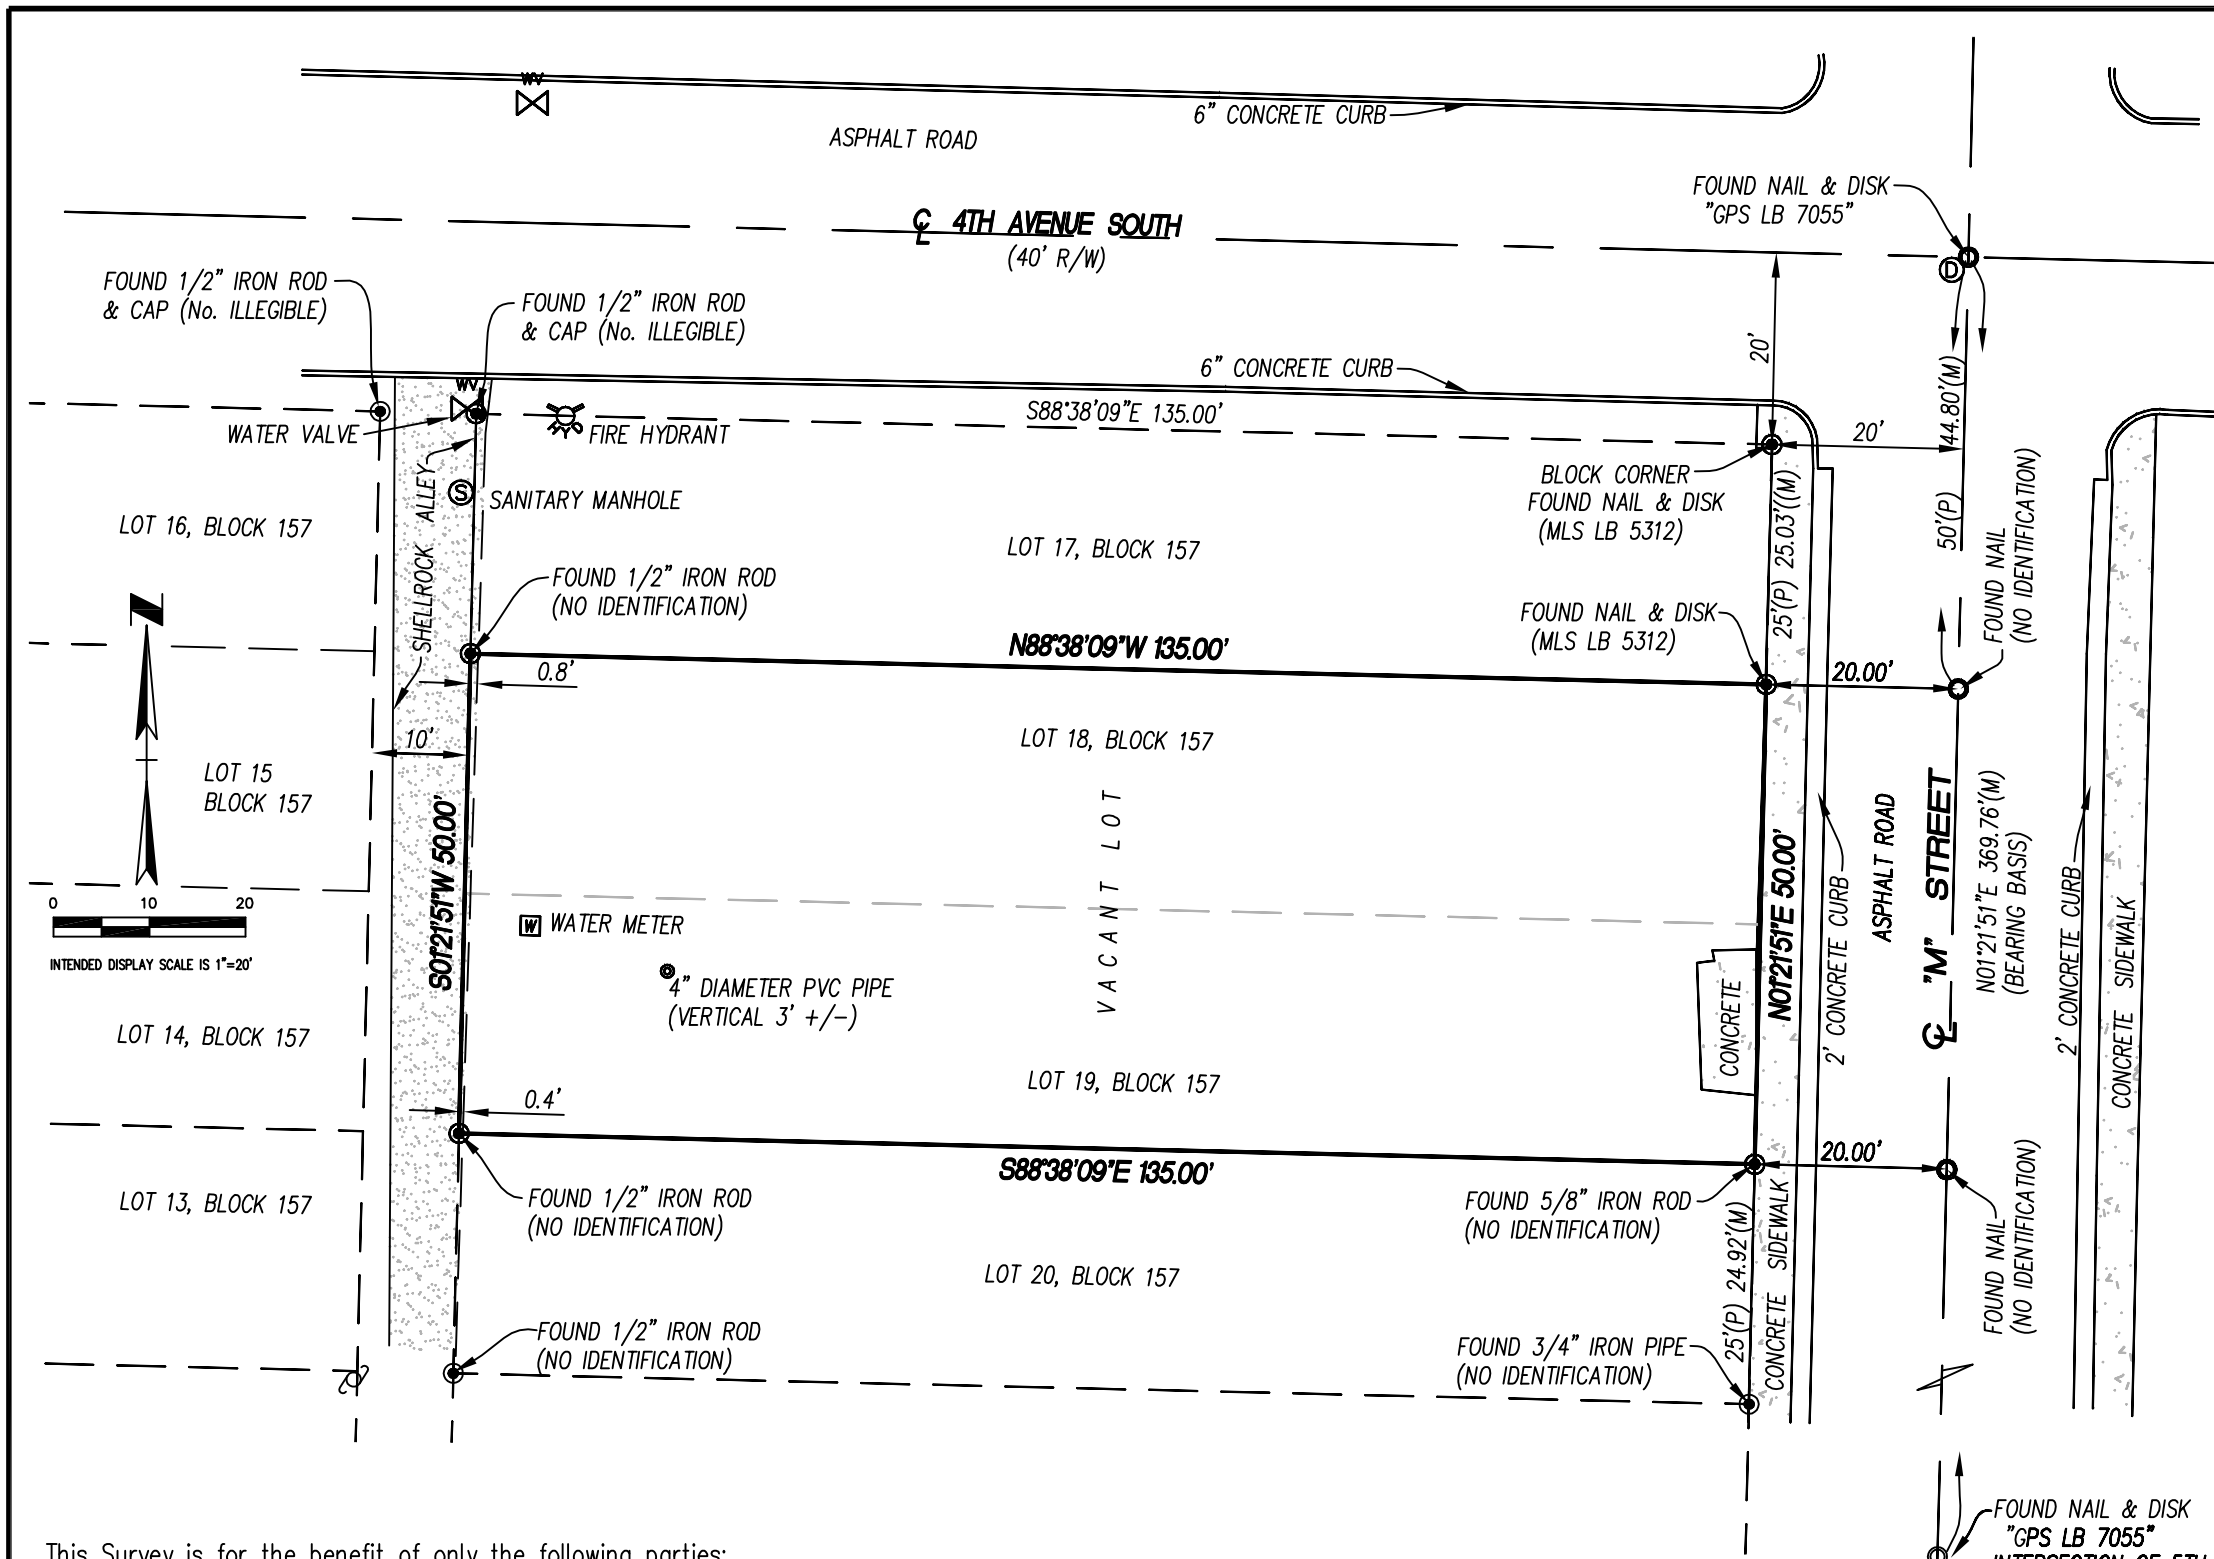 WV
6" CONCRETE CURB
ASPHALT ROAD
FOUND NAIL & DISK
"GPS LB 7055"
℄ 4TH AVENUE SOUTH
(40' R/W)
D
FOUND 1/2" IRON ROD
& CAP (No. ILLEGIBLE)
FOUND 1/2" IRON ROD
& CAP (No. ILLEGIBLE)
20'
44.80'(M)
50'(P)
6" CONCRETE CURB
WV
S88°38'09"E 135.00'
WATER VALVE
HYD
FIRE HYDRANT
20'
BLOCK CORNER
FOUND NAIL & DISK
(MLS LB 5312)
SHELLROCK ALLEY
S
SANITARY MANHOLE
LOT 16, BLOCK 157
LOT 17, BLOCK 157
25'(P) 25.03'((M)
FOUND NAIL
(NO IDENTIFICATION)
FOUND 1/2" IRON ROD
(NO IDENTIFICATION)
N
FOUND NAIL & DISK
(MLS LB 5312)
N88°38'09"W 135.00'
0.8'
20.00'
10'
LOT 18, BLOCK 157
LOT 15
BLOCK 157
S01°21'51"W 50.00'
VACANT LOT
N01°21'51"E 50.00'
2' CONCRETE CURB
ASPHALT ROAD
℄ "M" STREET
N01°21'51"E 369.76'(M)
(BEARING BASIS)
2' CONCRETE CURB
CONCRETE SIDEWALK
0 10 20
INTENDED DISPLAY SCALE IS 1"=20'
W
WATER METER
4" DIAMETER PVC PIPE
(VERTICAL 3' +/-)
CONCRETE
LOT 14, BLOCK 157
LOT 19, BLOCK 157
0.4'
20.00'
S88°38'09"E 135.00'
LOT 13, BLOCK 157
FOUND 1/2" IRON ROD
(NO IDENTIFICATION)
FOUND 5/8" IRON ROD
(NO IDENTIFICATION)
25'(P) 24.92'(M)
CONCRETE SIDEWALK
FOUND NAIL
(NO IDENTIFICATION)
LOT 20, BLOCK 157
FOUND 1/2" IRON ROD
(NO IDENTIFICATION)
FOUND 3/4" IRON PIPE
(NO IDENTIFICATION)
FOUND NAIL & DISK
"GPS LB 7055"
INTERSECTION OF 5TH
This Survey is for the benefit of only the following parties: